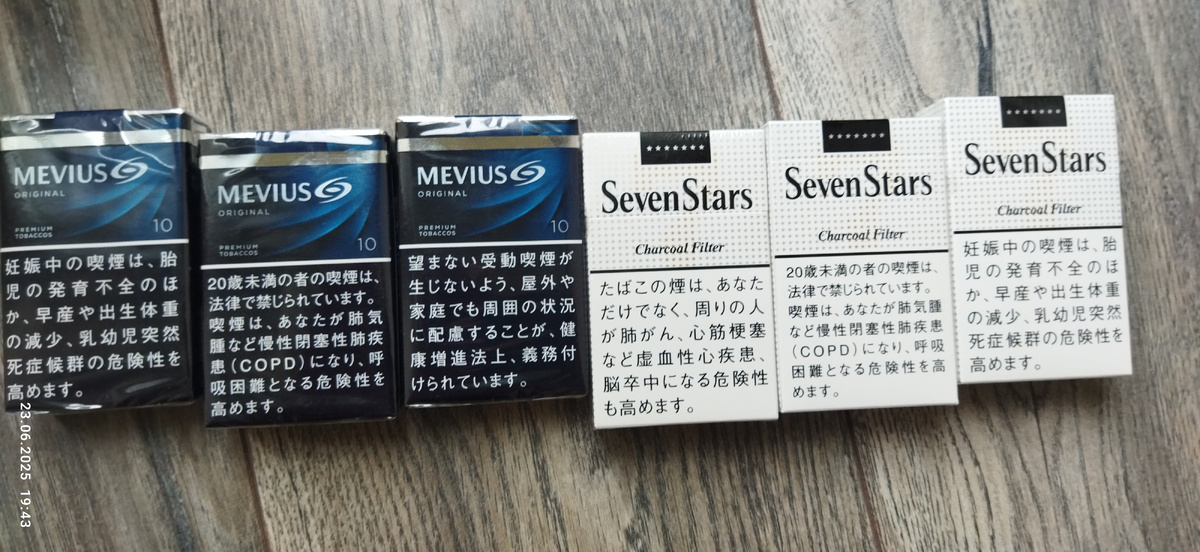 MEVIUS
ORIGINAL
PREMIUM
TOBACCOS
10
妊娠中の喫煙は、胎
児の発育不全のほ
か、早産や出生体重
の減少、乳幼児突然
死症候群の危険性を
高めます。
MEVIUS
ORIGINAL
PREMIUM
TOBACCOS
10
20歳未満の者の喫煙は、
法律で禁じられています。
喫煙は、あなたが肺気
腫など慢性閉塞性肺疾
患（COPD）になり、呼
吸困難となる危険性を
高めます。
MEVIUS
ORIGINAL
PREMIUM
TOBACCOS
10
望まない受動喫煙が
生じないよう、屋外や
家庭でも周囲の状況
に配慮することが、健
康増進法上、義務付
けられています。
SevenStars
Charcoal Filter
たばこの煙は、あなた
だけでなく、周りの人
が肺がん、心筋梗塞
など虚血性心疾患、
脳卒中になる危険性
も高めます。
SevenStars
Charcoal Filter
20歳未満の者の喫煙は、
法律で禁じられています。
喫煙は、あなたが肺気腫
など慢性閉塞性肺疾患
（COPD）になり、呼吸
困難となる危険性を高
めます。
SevenStars
Charcoal Filter
妊娠中の喫煙は、胎
児の発育不全のほ
か、早産や出生体重
の減少、乳幼児突然
死症候群の危険性を
高めます。
23.06.2025 19:43